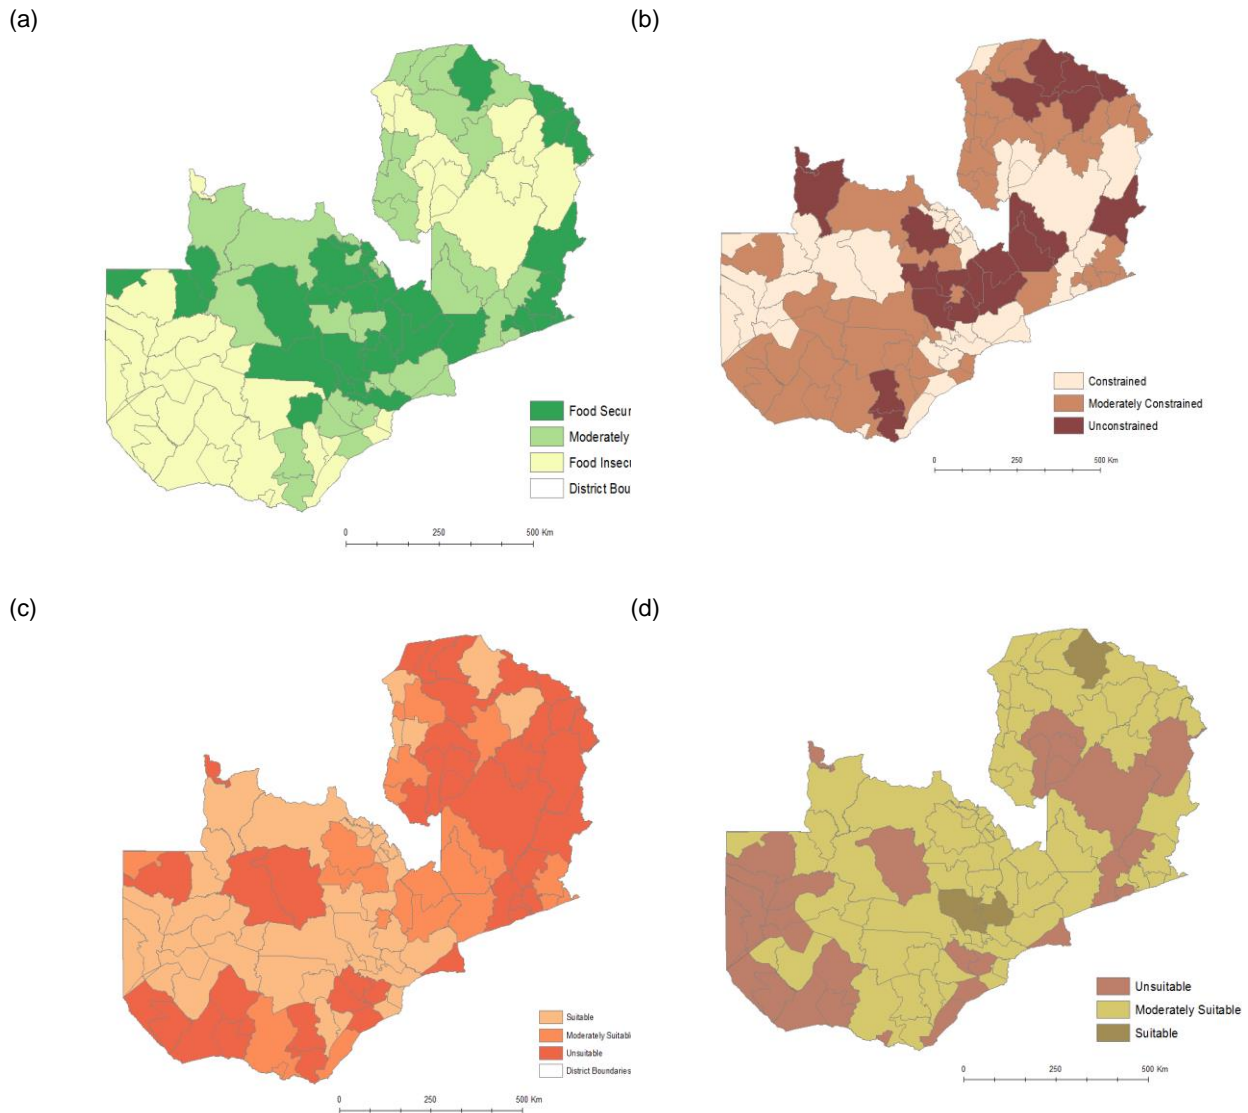 (a)
(b)
Food Secur
Moderately
Food Insecu
District Bou
0 250 500 Km
Constrained
Moderately Constrained
Unconstrained
0 250 500 Km
(c)
(d)
Suitable
Moderately Suitabl
Unsuitable
District Boundaries
0 250 500 Km
Unsuitable
Moderately Suitable
Suitable
0 250 500 Km